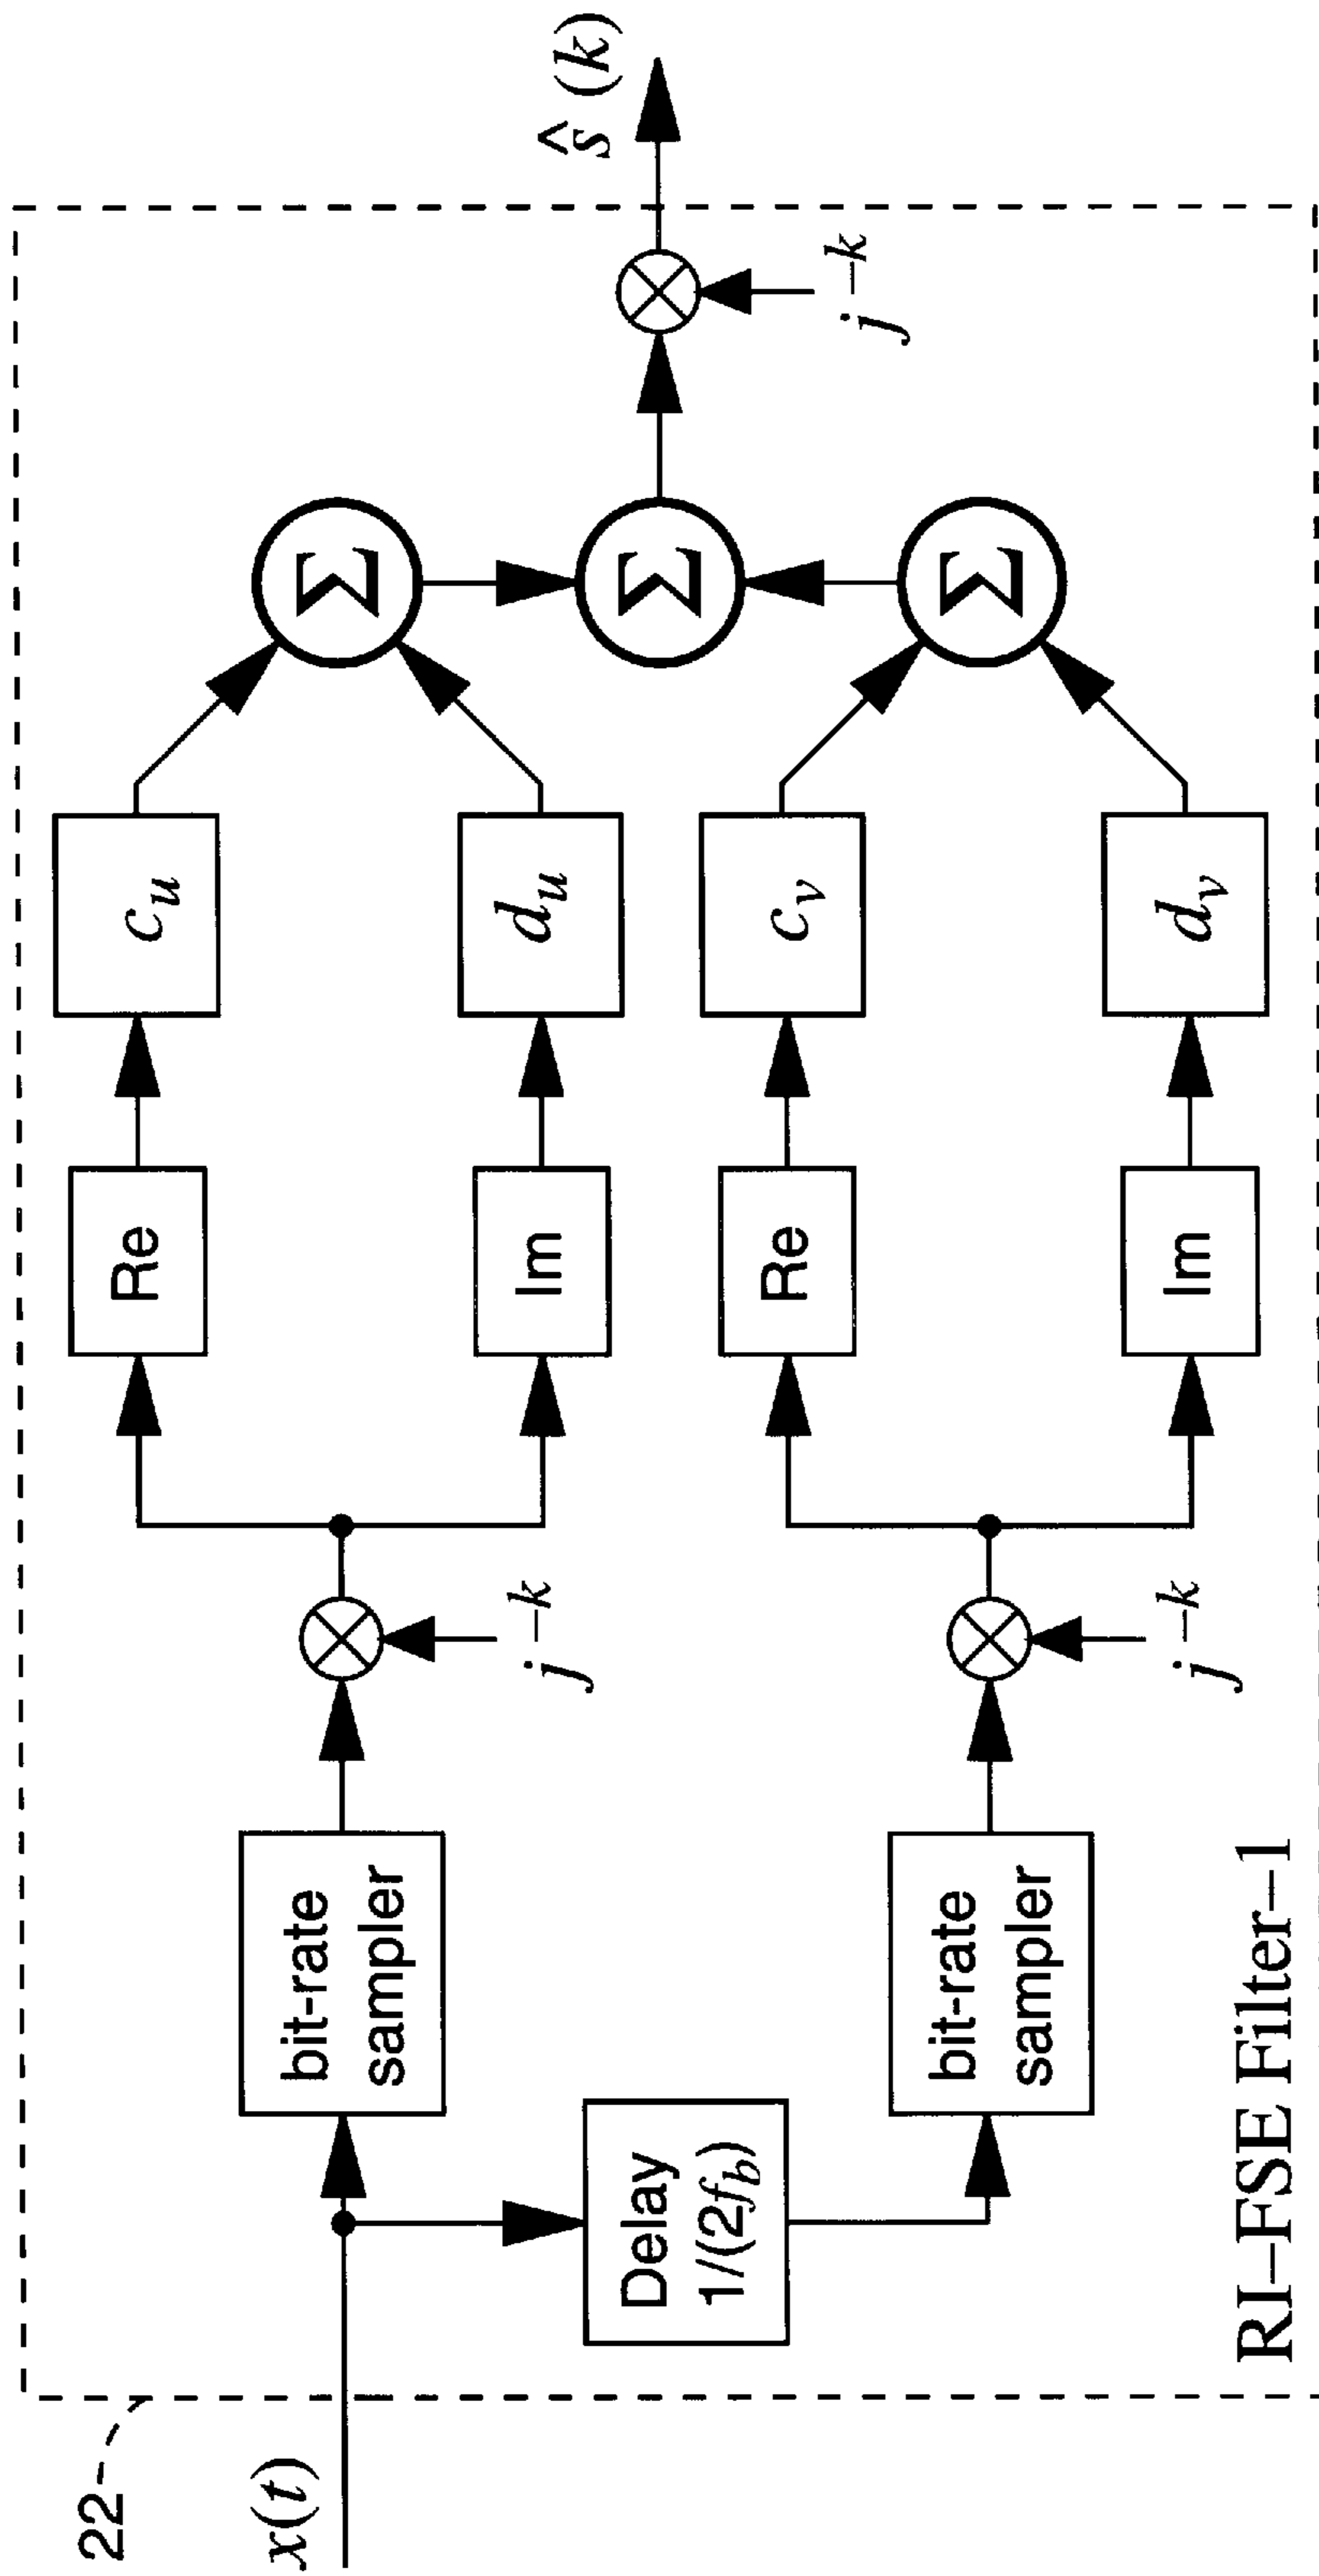 22
x(t)
bit-rate
sampler
j⁻ᵏ
Re
Im
c_u
d_u
Σ
Σ
Σ
j⁻ᵏ
ŝ (k)
Delay
1/(2f_b)
bit-rate
sampler
j⁻ᵏ
Re
Im
c_v
d_v
RI–FSE Filter–1